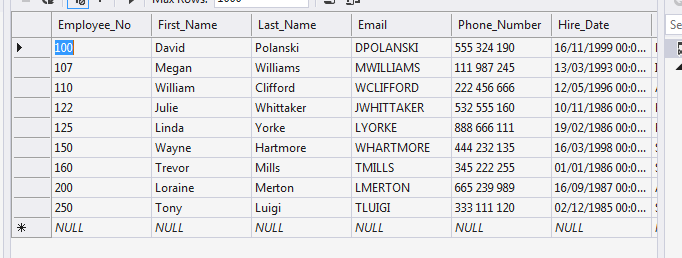 Max Rows: 1000
Employee_No First_Name Last_Name Email Phone_Number Hire_Date
100 David Polanski DPOLANSKI 555 324 190 16/11/1999 00:0...
107 Megan Williams MWILLIAMS 111 987 245 13/03/1993 00:0...
110 William Clifford WCLIFFORD 222 456 666 12/05/1996 00:0...
122 Julie Whittaker JWHITTAKER 532 555 160 10/11/1986 00:0...
125 Linda Yorke LYORKE 888 666 111 19/02/1986 00:0...
150 Wayne Hartmore WHARTMORE 444 232 135 16/03/1998 00:0...
160 Trevor Mills TMILLS 345 222 255 01/01/1986 00:0...
200 Loraine Merton LMERTON 665 239 989 16/09/1987 00:0...
250 Tony Luigi TLUIGI 333 111 120 02/12/1985 00:0...
NULL NULL NULL NULL NULL NULL